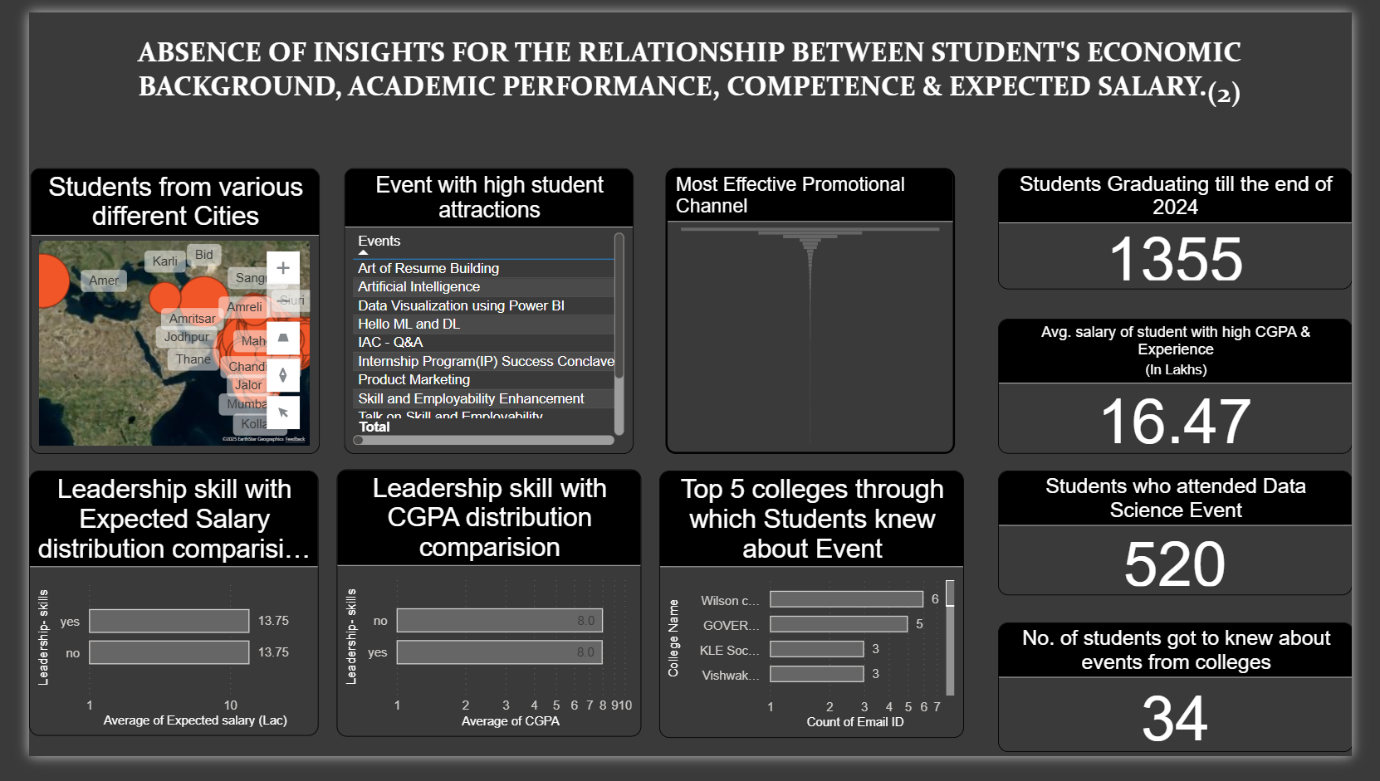 ABSENCE OF INSIGHTS FOR THE RELATIONSHIP BETWEEN STUDENT'S ECONOMIC
BACKGROUND, ACADEMIC PERFORMANCE, COMPETENCE & EXPECTED SALARY.(2)
Students from various
different Cities
Karli
Bid
Amer
Sang
Amreli
Siuri
Amritsar
Jodhpur
Mah
Thane
Chand
Jalor
Mumba
Kolla
©2025 EarthStar Geographics Feedback
Event with high student
attractions
Events
Art of Resume Building
Artificial Intelligence
Data Visualization using Power BI
Hello ML and DL
IAC - Q&A
Internship Program(IP) Success Conclave
Product Marketing
Skill and Employability Enhancement
Talk on Skill and Employability
Total
Most Effective Promotional
Channel
Students Graduating till the end of
2024
1355
Avg. salary of student with high CGPA &
Experience
(In Lakhs)
16.47
Leadership skill with
Expected Salary
distribution comparisi…
Leadership- skills
yes
13.75
no
13.75
1 10
Average of Expected salary (Lac)
Leadership skill with
CGPA distribution
comparision
Leadership- skills
no
8.0
yes
8.0
1 2 3 4 5 6 7 8 9 10
Average of CGPA
Top 5 colleges through
which Students knew
about Event
College Name
Wilson c...
6
GOVER...
5
KLE Soc...
3
Vishwak...
3
1 2 3 4 5 6 7
Count of Email ID
Students who attended Data
Science Event
520
No. of students got to knew about
events from colleges
34